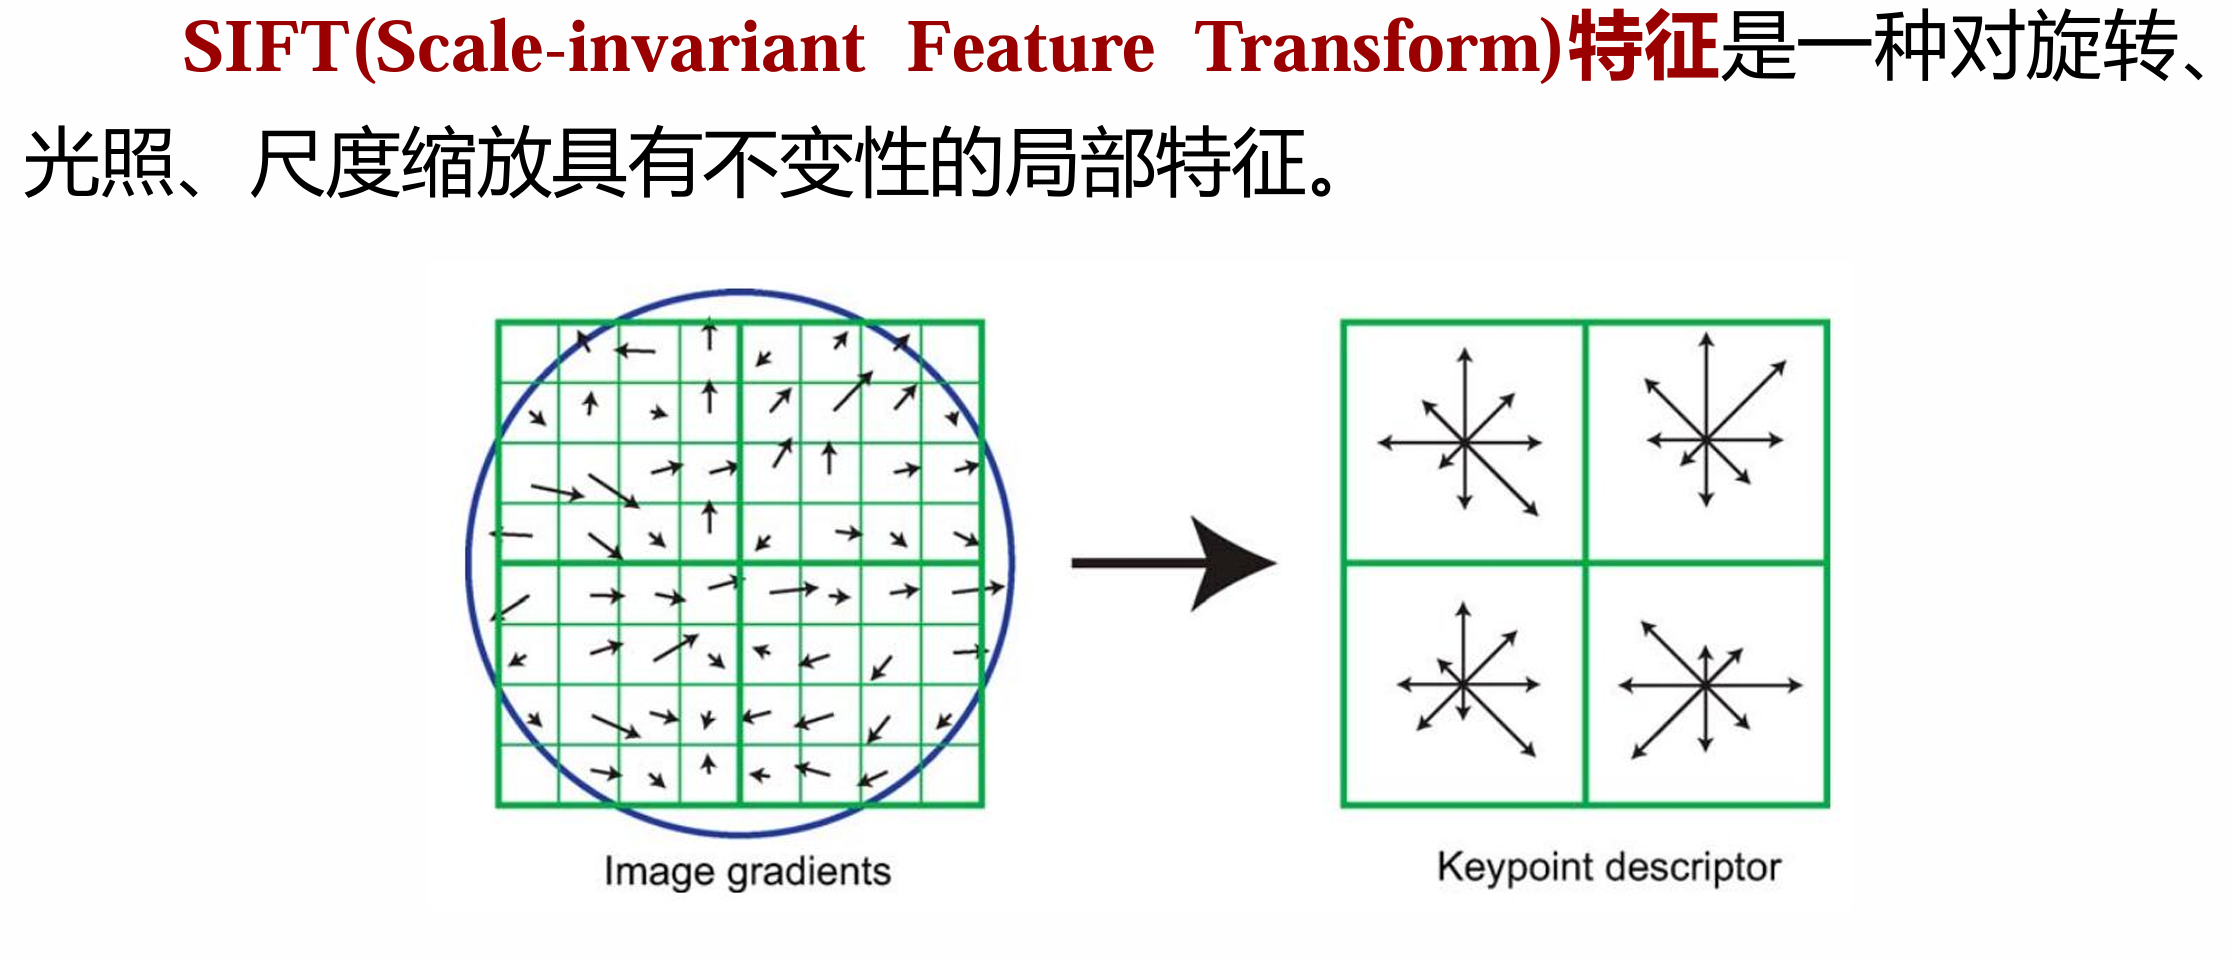 SIFT(Scale-invariant Feature Transform)特征是一种对旋转、
光照、尺度缩放具有不变性的局部特征。
Image gradients
Keypoint descriptor